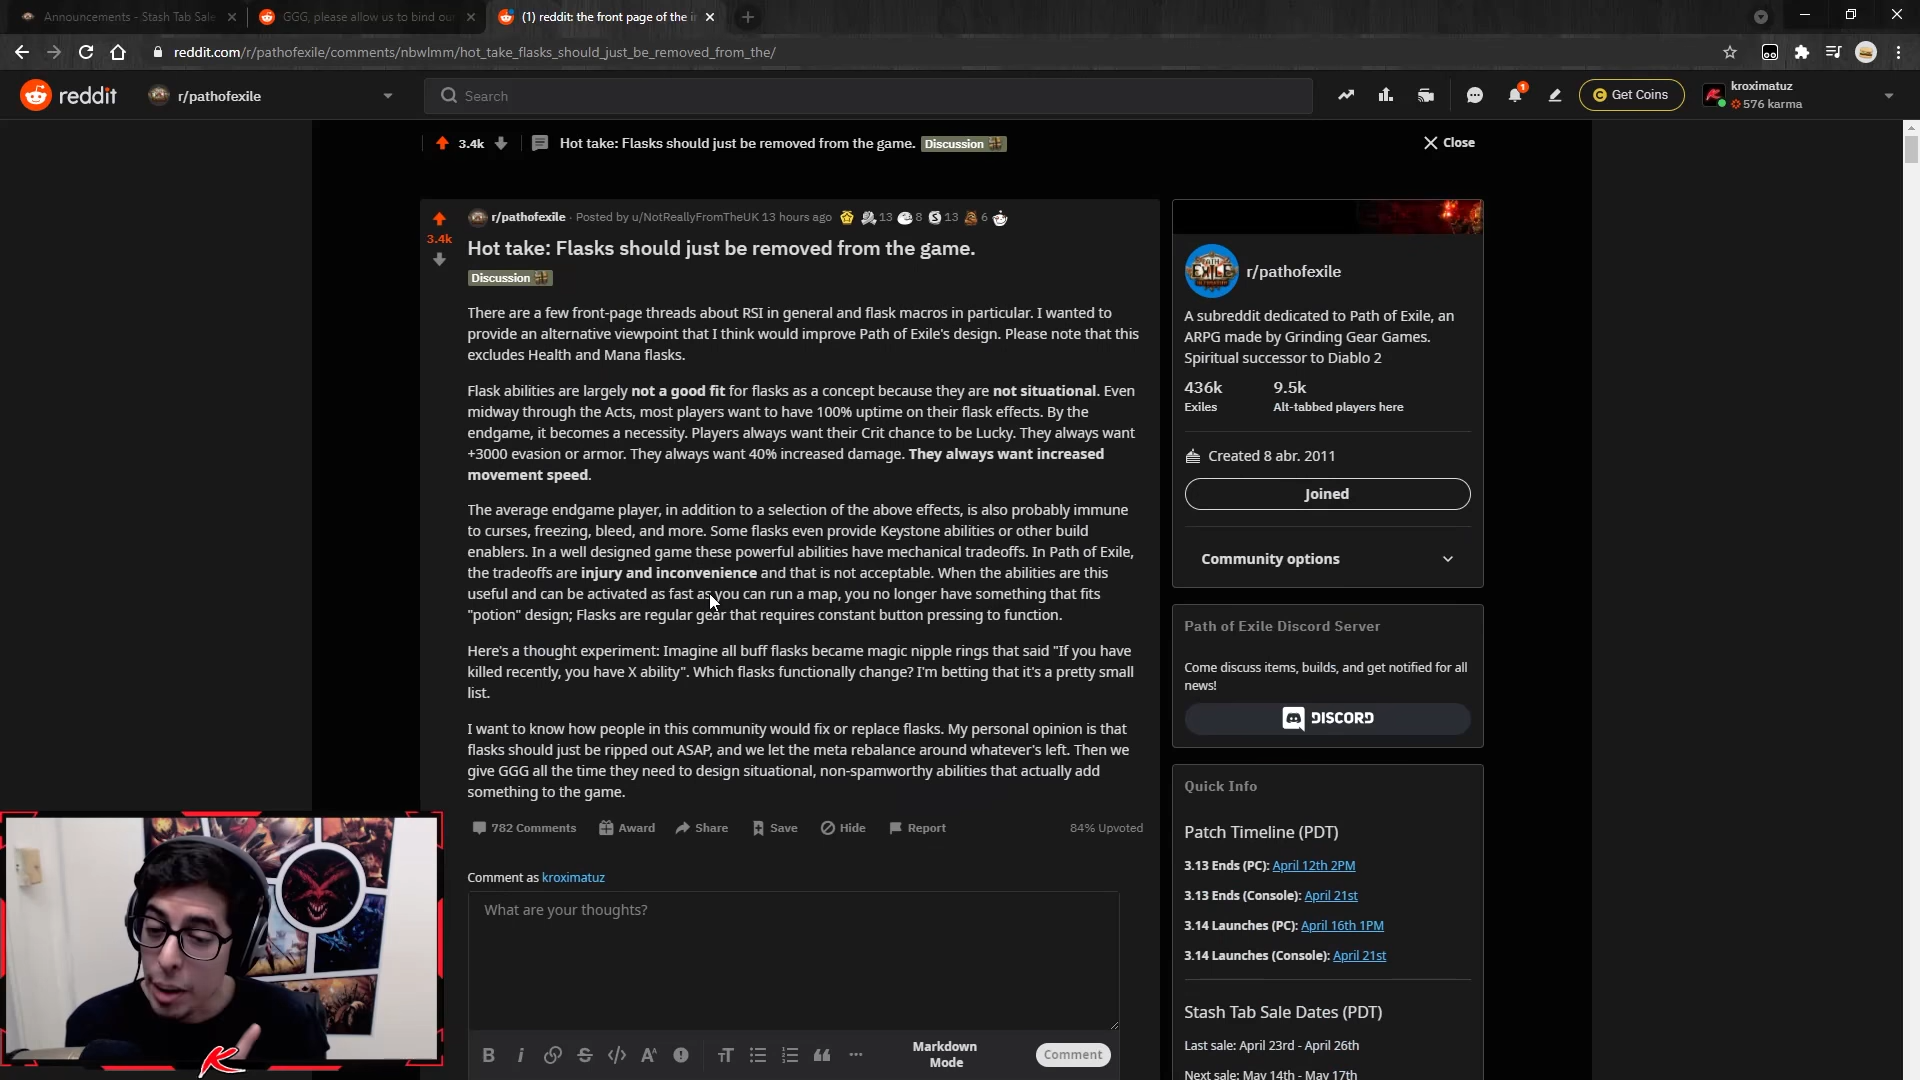 Announcements - Stash Tab Sale
GGG, please allow us to bind our
(1) reddit: the front page of the i
reddit.com/r/pathofexile/comments/nbwlmm/hot_take_flasks_should_just_be_removed_from_the/
reddit
r/pathofexile
Search
1
Get Coins
kroximatuz
576 karma
3.4k
Hot take: Flasks should just be removed from the game.
Discussion
Close
r/pathofexile · Posted by u/NotReallyFromTheUK 13 hours ago 13 8 13 6
3.4k
Hot take: Flasks should just be removed from the game.
Discussion
There are a few front-page threads about RSI in general and flask macros in particular. I wanted to
provide an alternative viewpoint that I think would improve Path of Exile's design. Please note that this
excludes Health and Mana flasks.
Flask abilities are largely not a good fit for flasks as a concept because they are not situational. Even
midway through the Acts, most players want to have 100% uptime on their flask effects. By the
endgame, it becomes a necessity. Players always want their Crit chance to be Lucky. They always want
+3000 evasion or armor. They always want 40% increased damage. They always want increased
movement speed.
The average endgame player, in addition to a selection of the above effects, is also probably immune
to curses, freezing, bleed, and more. Some flasks even provide Keystone abilities or other build
enablers. In a well designed game these powerful abilities have mechanical tradeoffs. In Path of Exile,
the tradeoffs are injury and inconvenience and that is not acceptable. When the abilities are this
useful and can be activated as fast as you can run a map, you no longer have something that fits
"potion" design; Flasks are regular gear that requires constant button pressing to function.
Here's a thought experiment: Imagine all buff flasks became magic nipple rings that said "If you have
killed recently, you have X ability". Which flasks functionally change? I'm betting that it's a pretty small
list.
I want to know how people in this community would fix or replace flasks. My personal opinion is that
flasks should just be ripped out ASAP, and we let the meta rebalance around whatever's left. Then we
give GGG all the time they need to design situational, non-spamworthy abilities that actually add
something to the game.
782 Comments
Award
Share
Save
Hide
Report
84% Upvoted
Comment as kroximatuz
What are your thoughts?
B
i
Markdown
Mode
Comment
PATH OF
EXILE
r/pathofexile
A subreddit dedicated to Path of Exile, an
ARPG made by Grinding Gear Games.
Spiritual successor to Diablo 2
436k
9.5k
Exiles
Alt-tabbed players here
Created 8 abr. 2011
Joined
Community options
Path of Exile Discord Server
Come discuss items, builds, and get notified for all
news!
DISCORD
Quick Info
Patch Timeline (PDT)
3.13 Ends (PC): April 12th 2PM
3.13 Ends (Console): April 21st
3.14 Launches (PC): April 16th 1PM
3.14 Launches (Console): April 21st
Stash Tab Sale Dates (PDT)
Last sale: April 23rd - April 26th
Next sale: May 14th - May 17th
K